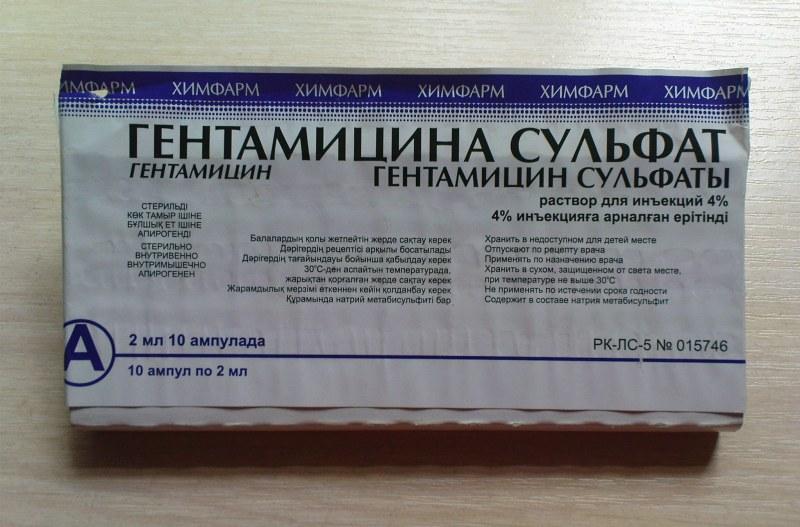 ИМФАРМ ХИМФАРМ ХИМФАРМ ХИМФАРМ ХИМФАРМ ХИМФАРМ
ГЕНТАМИЦИНА СУЛЬФАТ
ГЕНТАМИЦИН
ГЕНТАМИЦИН СУЛЬФАТЫ
раствор для инъекций 4%
4% инъекцияға арналған ерітінді
СТЕРИЛЬДІ
КӨК ТАМЫР ІШІНЕ
БҰЛШЫҚ ЕТ ІШІНЕ
АПИРОГЕНДІ
СТЕРИЛЬНО
ВНУТРИВЕННО
ВНУТРИМЫШЕЧНО
АПИРОГЕНЕН
Балалардың қолы жетпейтін жерде сақтау керек
Дәрігердің рецептісі арқылы босатылады
Дәрігердің тағайындауы бойынша қабылдау керек
30°С-ден аспайтын температурада,
жарықтан қорғалған жерде сақтау керек
Жарамдылық мерзімі өткеннен кейін қолданбау керек
Құрамында натрий метабисульфиті бар
Хранить в недоступном для детей месте
Отпускают по рецепту врача
Применять по назначению врача
Хранить в сухом, защищенном от света месте,
при температуре не выше 30°С
Не применять по истечении срока годности
Содержит в составе натрия метабисульфит
А
2 мл 10 ампулада
10 ампул по 2 мл
РК-ЛС-5 № 015746